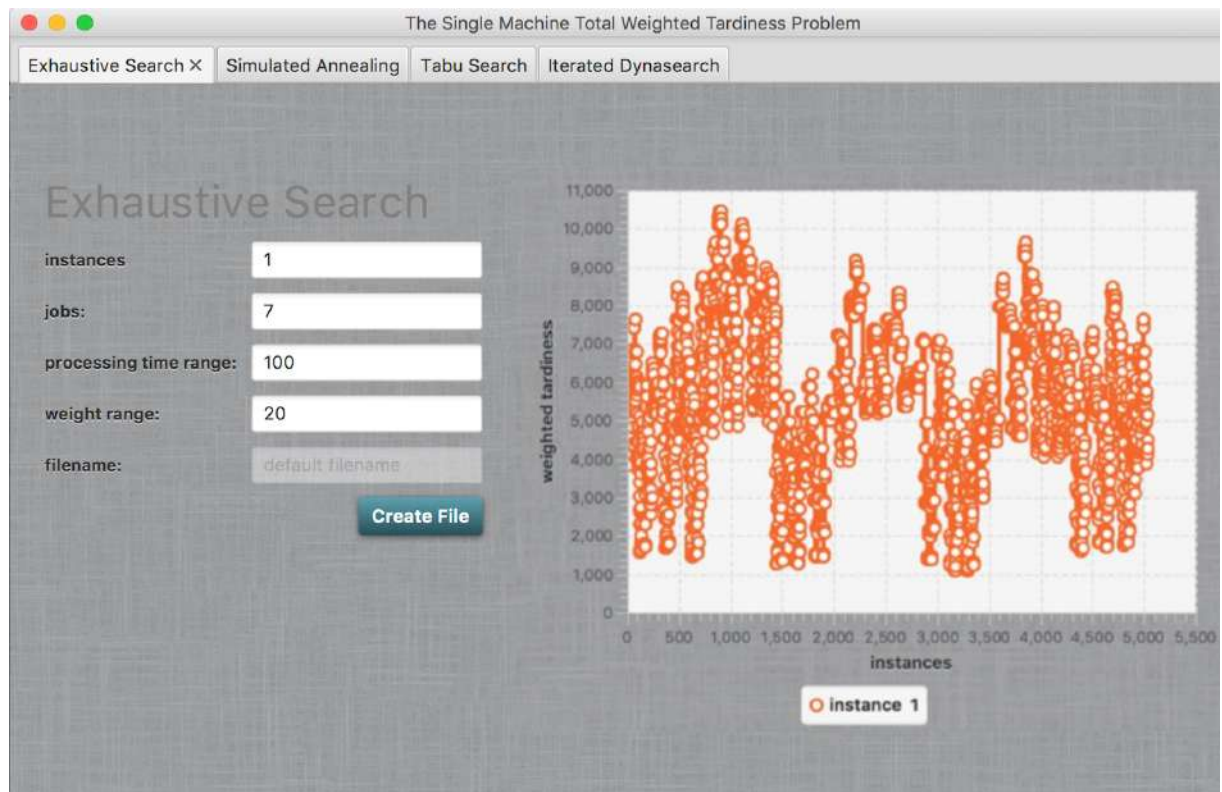 The Single Machine Total Weighted Tardiness Problem
Exhaustive Search × Simulated Annealing Tabu Search Iterated Dynasearch
Exhaustive Search
instances 1
jobs: 7
processing time range: 100
weight range: 20
filename: default filename
Create File
11,000
10,000
9,000
8,000
7,000
6,000
5,000
4,000
3,000
2,000
1,000
0
weighted tardiness
0 500 1,000 1,500 2,000 2,500 3,000 3,500 4,000 4,500 5,000 5,500
instances
instance 1